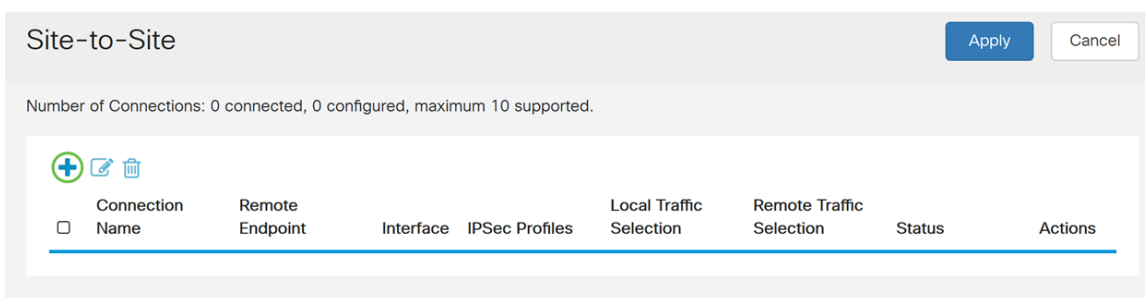 Site-to-Site
Apply
Cancel
Number of Connections: 0 connected, 0 configured, maximum 10 supported.
Connection Name
Remote Endpoint
Interface
IPSec Profiles
Local Traffic Selection
Remote Traffic Selection
Status
Actions